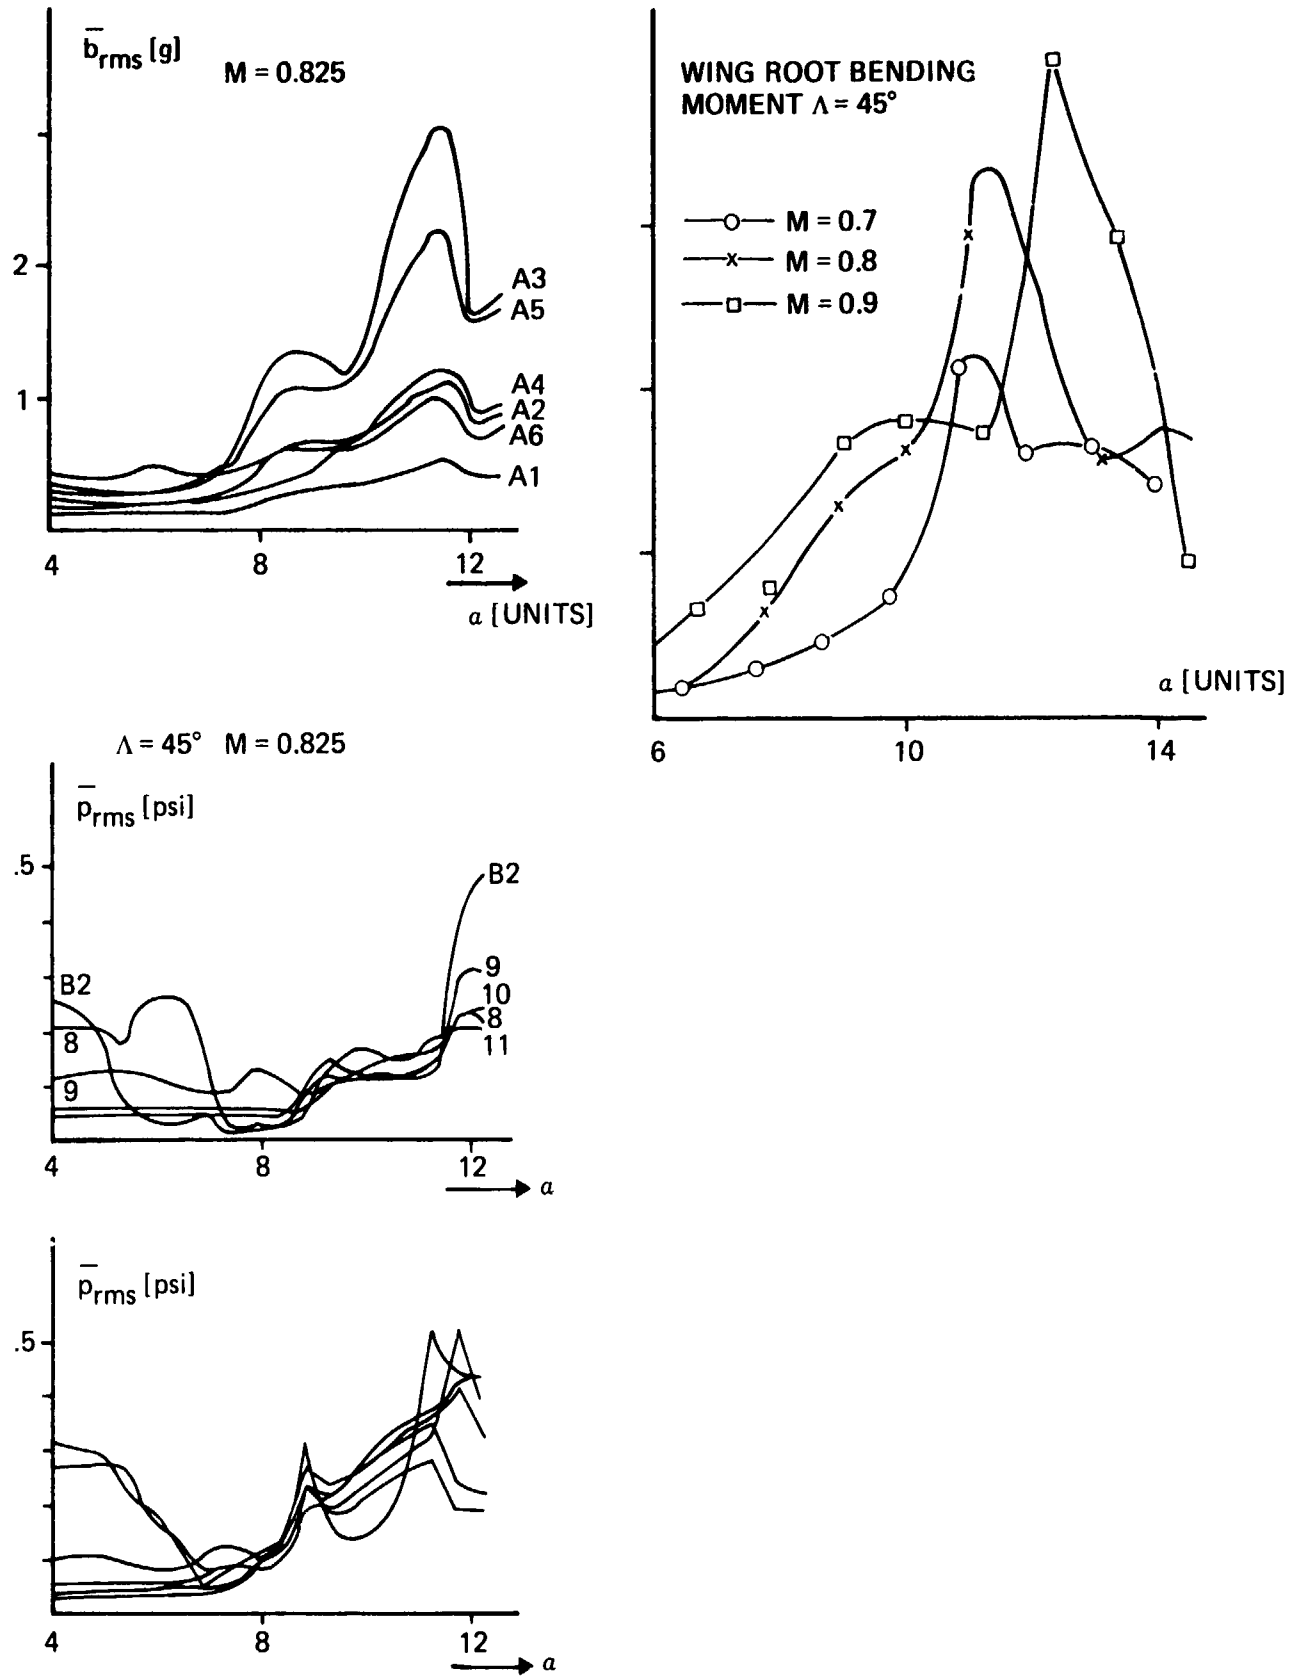 b̅rms [g]
M = 0.825
2
1
A3
A5
A4
A2
A6
A1
4 8 12
a [UNITS]
WING ROOT BENDING
MOMENT Λ = 45°
M = 0.7
M = 0.8
M = 0.9
a [UNITS]
6 10 14
Λ = 45° M = 0.825
p̅rms [psi]
.5
B2
8
9
B2
9
10
8
11
4 8 12
a
p̅rms [psi]
.5
4 8 12
a